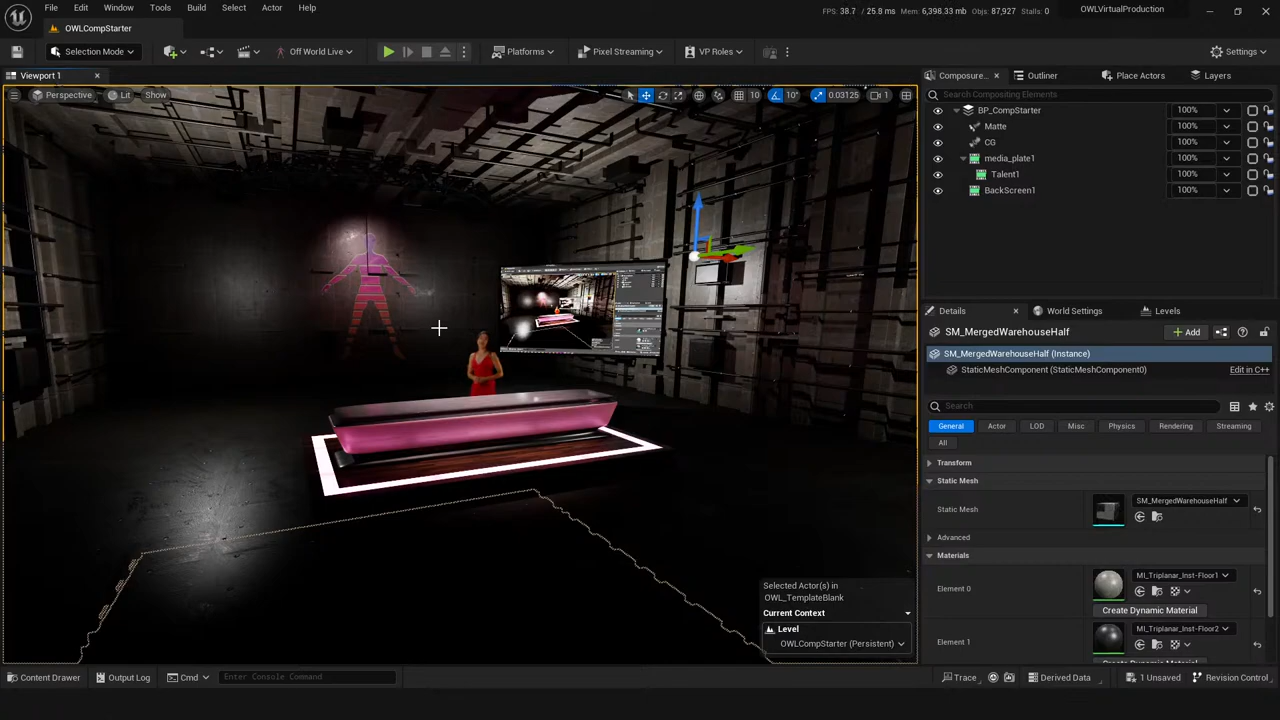 File Edit Window Tools Build Select Actor Help
FPS: 38.7 / 25.8 ms Mem: 6,398.33 mb Objs: 87,927 Stalls: 0
OWLVirtualProduction
OWLCompStarter
Selection Mode
Off World Live
Platforms
Pixel Streaming
VP Roles
Settings
Viewport 1
Perspective Lit Show
10 10° 0.03125 1
Composure...
Outliner
Place Actors
Layers
Search Compositing Elements
BP_CompStarter 100%
Matte 100%
CG 100%
media_plate1 100%
Talent1 100%
BackScreen1 100%
Details
World Settings
Levels
SM_MergedWarehouseHalf
Add
SM_MergedWarehouseHalf (Instance)
StaticMeshComponent (StaticMeshComponent0) Edit in C++
Search
General Actor LOD Misc Physics Rendering Streaming
All
Transform
Static Mesh
Static Mesh
SM_MergedWarehouseHalf
Advanced
Materials
Element 0
MI_Triplanar_Inst-Floor1
Create Dynamic Material
Element 1
MI_Triplanar_Inst-Floor2
Create Dynamic Material
Selected Actor(s) in
OWL_TemplateBlank
Current Context
Level
OWLCompStarter (Persistent)
Content Drawer
Output Log
Cmd
Enter Console Command
Trace
Derived Data
1 Unsaved
Revision Control